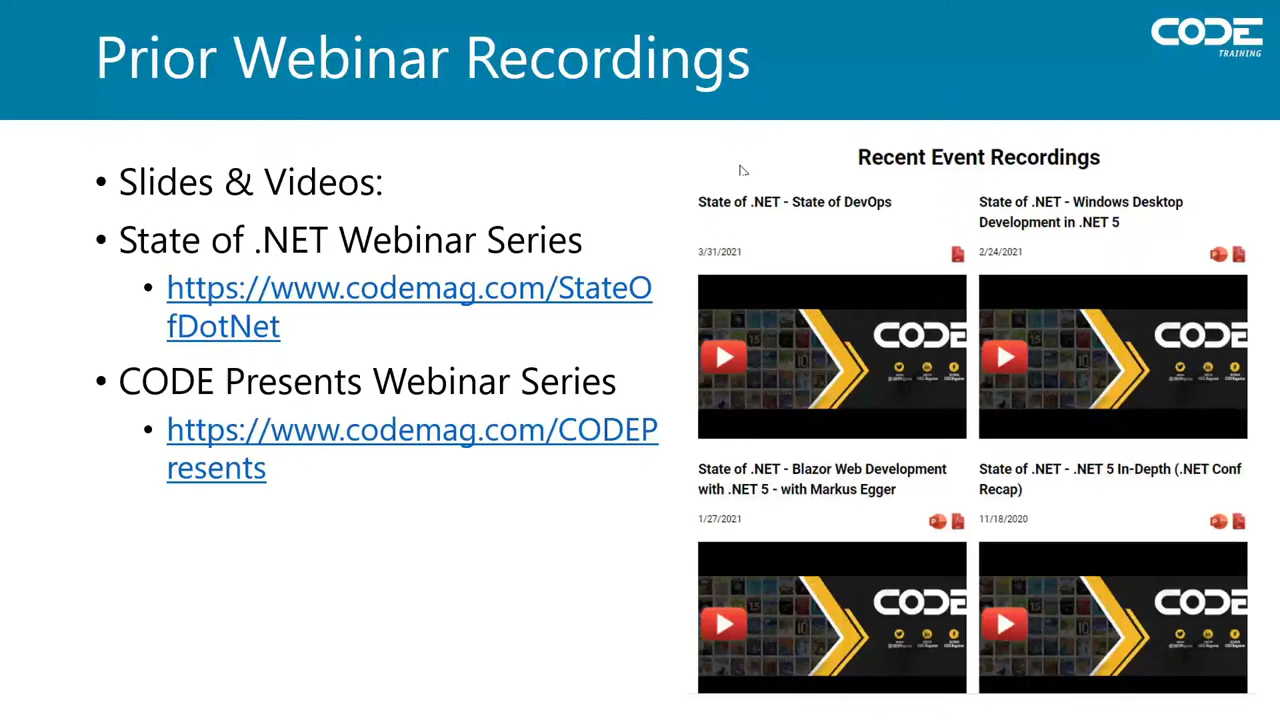 Prior Webinar Recordings
CODE
TRAINING
• Slides & Videos:
• State of .NET Webinar Series
• https://www.codemag.com/StateO
fDotNet
• CODE Presents Webinar Series
• https://www.codemag.com/CODEP
resents
Recent Event Recordings
State of .NET - State of DevOps
3/31/2021
CODE
State of .NET - Windows Desktop
Development in .NET 5
2/24/2021
CODE
State of .NET - Blazor Web Development
with .NET 5 - with Markus Egger
1/27/2021
CODE
State of .NET - .NET 5 In-Depth (.NET Conf
Recap)
11/18/2020
CODE